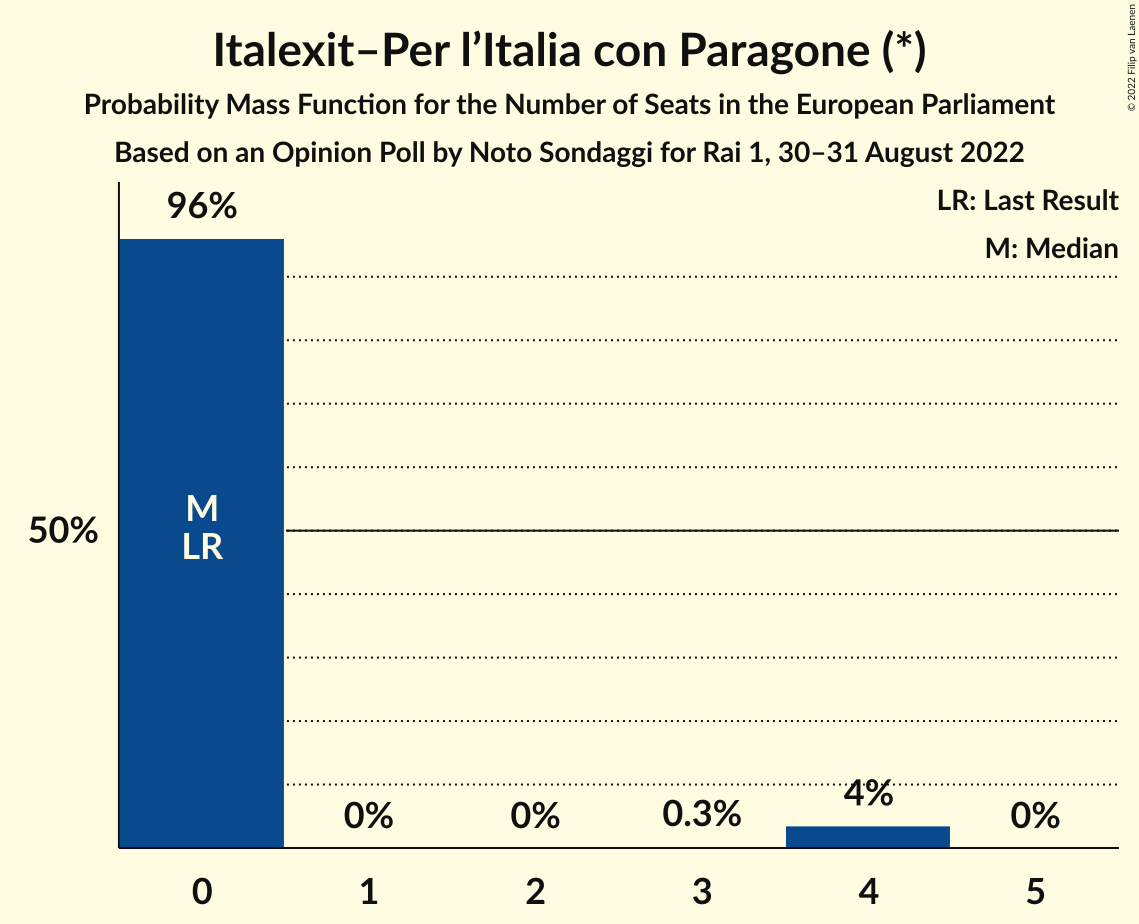 Italexit–Per l’Italia con Paragone (*)
Probability Mass Function for the Number of Seats in the European Parliament
Based on an Opinion Poll by Noto Sondaggi for Rai 1, 30–31 August 2022
© 2022 Filip van Laenen
LR: Last Result
M: Median
96%
50%
M
LR
0%
0%
0.3%
4%
0%
0
1
2
3
4
5